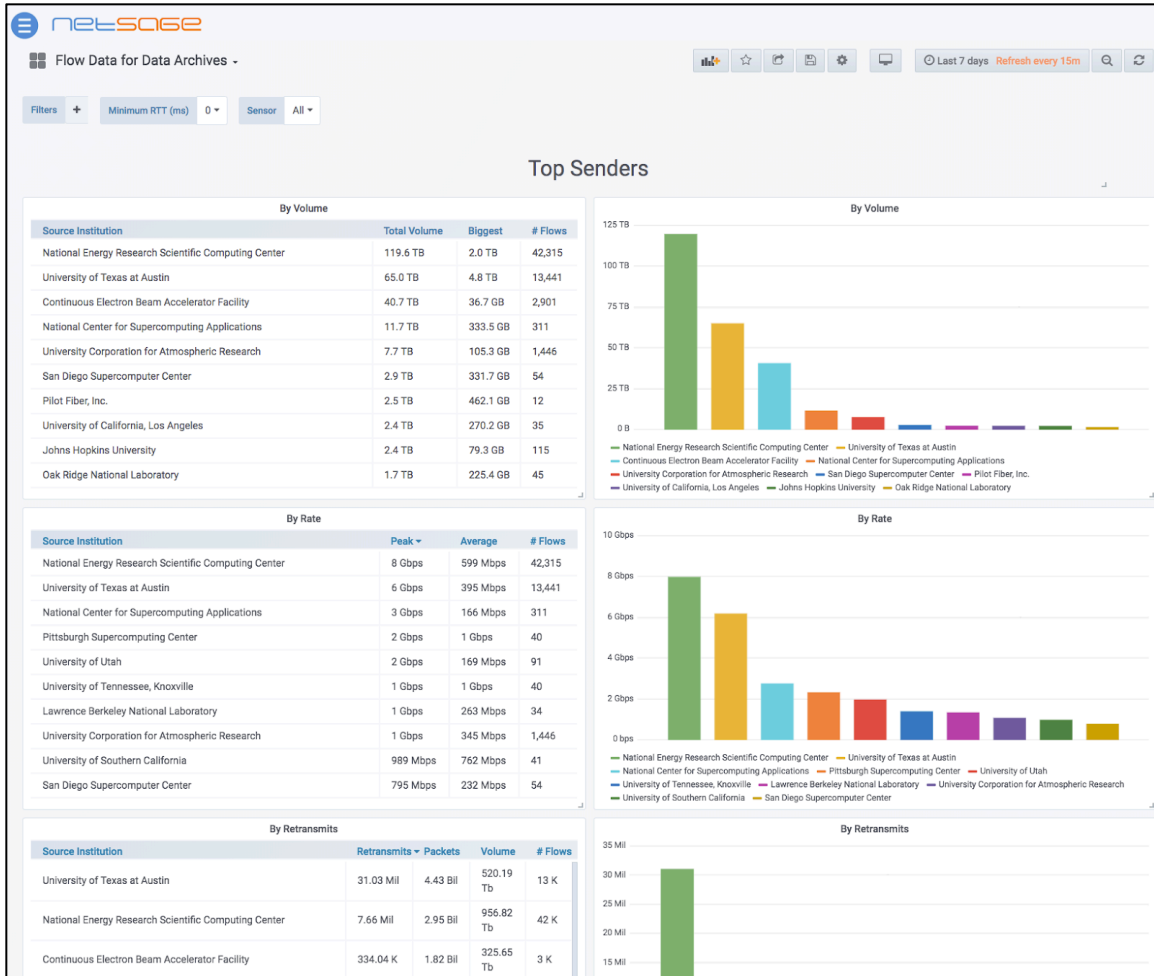 netsage
Flow Data for Data Archives
Last 7 days Refresh every 15m
Filters + Minimum RTT (ms) 0 Sensor All
Top Senders
By Volume
Source Institution Total Volume Biggest # Flows
National Energy Research Scientific Computing Center 119.6 TB 2.0 TB 42,315
University of Texas at Austin 65.0 TB 4.8 TB 13,441
Continuous Electron Beam Accelerator Facility 40.7 TB 36.7 GB 2,901
National Center for Supercomputing Applications 11.7 TB 333.5 GB 311
University Corporation for Atmospheric Research 7.7 TB 105.3 GB 1,446
San Diego Supercomputer Center 2.9 TB 331.7 GB 54
Pilot Fiber, Inc. 2.5 TB 462.1 GB 12
University of California, Los Angeles 2.4 TB 270.2 GB 35
Johns Hopkins University 2.4 TB 79.3 GB 115
Oak Ridge National Laboratory 1.7 TB 225.4 GB 45
By Volume
125 TB
100 TB
75 TB
50 TB
25 TB
0 B
National Energy Research Scientific Computing Center University of Texas at Austin
Continuous Electron Beam Accelerator Facility National Center for Supercomputing Applications
University Corporation for Atmospheric Research San Diego Supercomputer Center Pilot Fiber, Inc.
University of California, Los Angeles Johns Hopkins University Oak Ridge National Laboratory
By Rate
Source Institution Peak Average # Flows
National Energy Research Scientific Computing Center 8 Gbps 599 Mbps 42,315
University of Texas at Austin 6 Gbps 395 Mbps 13,441
National Center for Supercomputing Applications 3 Gbps 166 Mbps 311
Pittsburgh Supercomputing Center 2 Gbps 1 Gbps 40
University of Utah 2 Gbps 169 Mbps 91
University of Tennessee, Knoxville 1 Gbps 1 Gbps 40
Lawrence Berkeley National Laboratory 1 Gbps 263 Mbps 34
University Corporation for Atmospheric Research 1 Gbps 345 Mbps 1,446
University of Southern California 989 Mbps 762 Mbps 41
San Diego Supercomputer Center 795 Mbps 232 Mbps 54
By Rate
10 Gbps
8 Gbps
6 Gbps
4 Gbps
2 Gbps
0 bps
National Energy Research Scientific Computing Center University of Texas at Austin
National Center for Supercomputing Applications Pittsburgh Supercomputing Center University of Utah
University of Tennessee, Knoxville Lawrence Berkeley National Laboratory University Corporation for Atmospheric Research
University of Southern California San Diego Supercomputer Center
By Retransmits
Source Institution Retransmits Packets Volume # Flows
University of Texas at Austin 31.03 Mil 4.43 Bil 520.19 Tb 13 K
National Energy Research Scientific Computing Center 7.66 Mil 2.95 Bil 956.82 Tb 42 K
Continuous Electron Beam Accelerator Facility 334.04 K 1.82 Bil 325.65 Tb 3 K
By Retransmits
35 Mil
30 Mil
25 Mil
20 Mil
15 Mil